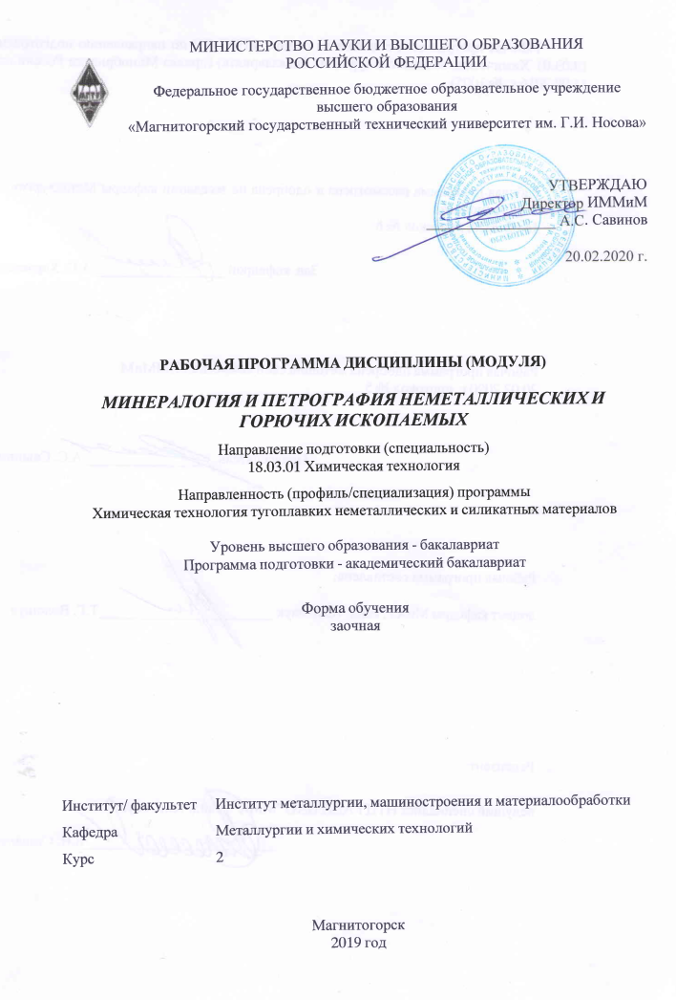 МИНИСТЕРСТВО НАУКИ И ВЫСШЕГО ОБРАЗОВАНИЯ
РОССИЙСКОЙ ФЕДЕРАЦИИ
Федеральное государственное бюджетное образовательное учреждение
высшего образования
«Магнитогорский государственный технический университет им. Г.И. Носова»
УТВЕРЖДАЮ
Директор ИММиМ
А.С. Савинов
20.02.2020 г.
РАБОЧАЯ ПРОГРАММА ДИСЦИПЛИНЫ (МОДУЛЯ)
МИНЕРАЛОГИЯ И ПЕТРОГРАФИЯ НЕМЕТАЛЛИЧЕСКИХ И
ГОРЮЧИХ ИСКОПАЕМЫХ
Направление подготовки (специальность)
18.03.01 Химическая технология
Направленность (профиль/специализация) программы
Химическая технология тугоплавких неметаллических и силикатных материалов
Уровень высшего образования - бакалавриат
Программа подготовки - академический бакалавриат
Форма обучения
заочная
Институт/ факультет Институт металлургии, машиностроения и материалообработки
Кафедра Металлургии и химических технологий
Курс 2
Магнитогорск
2019 год